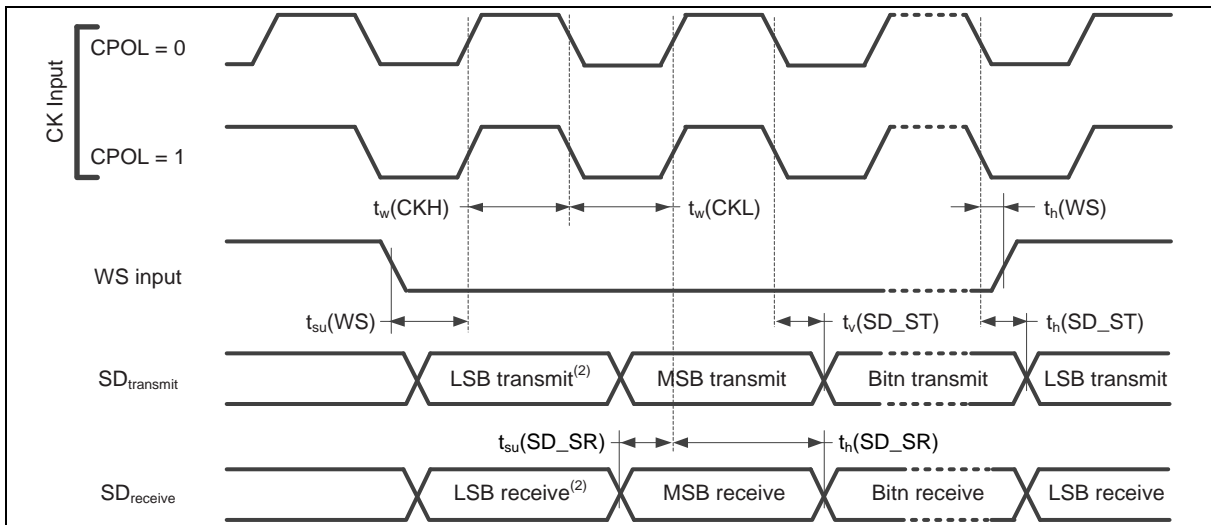 CK Input
CPOL = 0
CPOL = 1
tw(CKH)
tw(CKL)
th(WS)
WS input
tsu(WS)
tv(SD_ST)
th(SD_ST)
SDtransmit
LSB transmit(2)
MSB transmit
Bitn transmit
LSB transmit
tsu(SD_SR)
th(SD_SR)
SDreceive
LSB receive(2)
MSB receive
Bitn receive
LSB receive